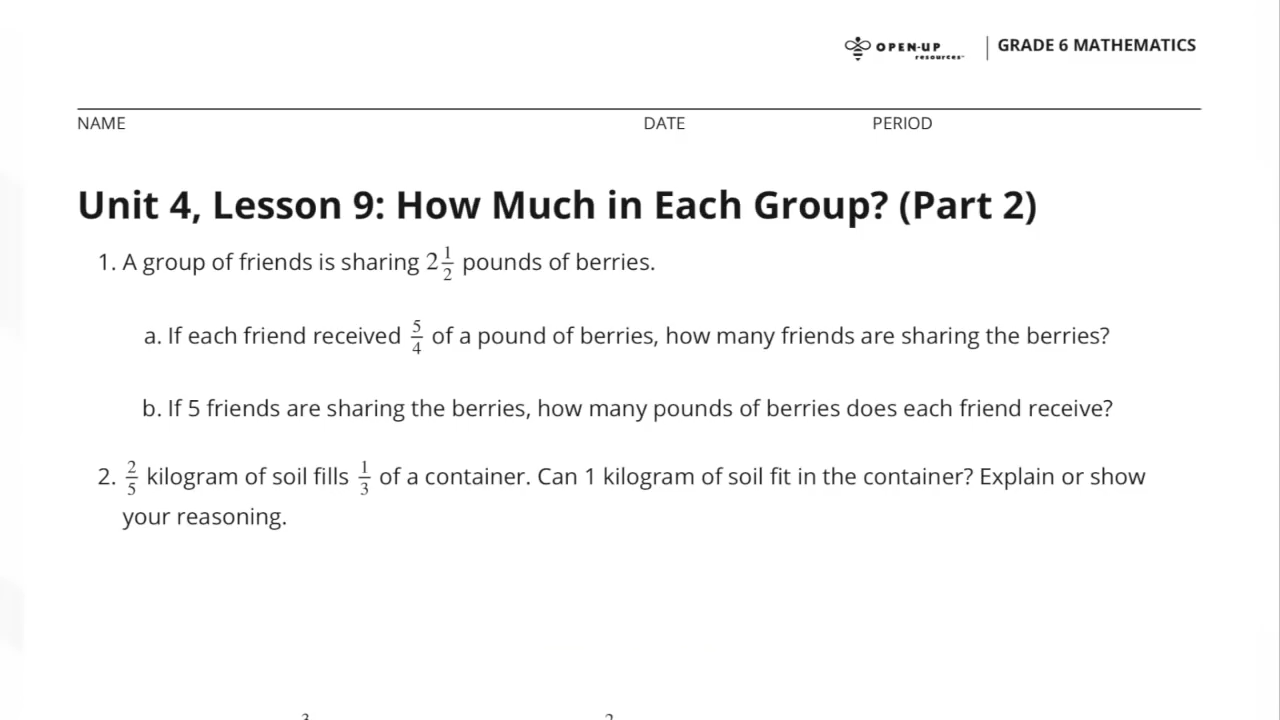 OPEN-UP resources GRADE 6 MATHEMATICS
NAME DATE PERIOD
Unit 4, Lesson 9: How Much in Each Group? (Part 2)
1. A group of friends is sharing 2 1/2 pounds of berries.
a. If each friend received 5/4 of a pound of berries, how many friends are sharing the berries?
b. If 5 friends are sharing the berries, how many pounds of berries does each friend receive?
2. 2/5 kilogram of soil fills 1/3 of a container. Can 1 kilogram of soil fit in the container? Explain or show
your reasoning.